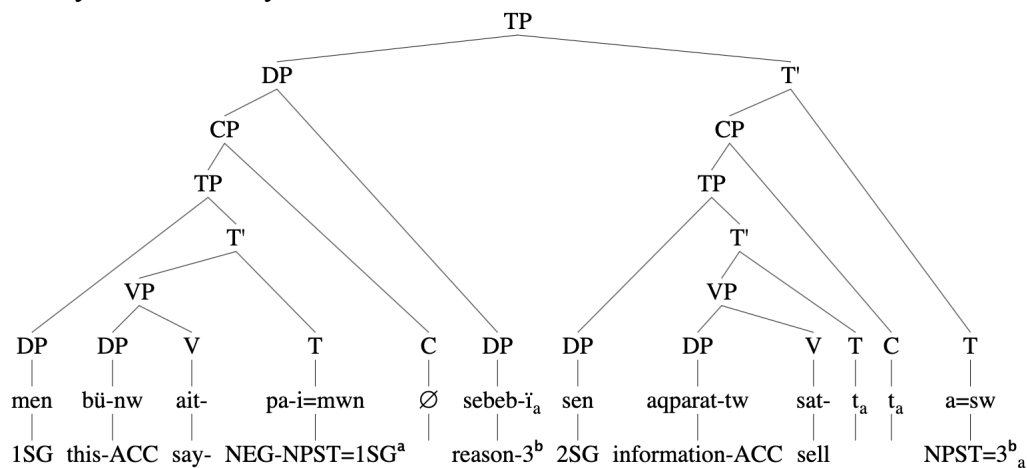 TP
DP T'
CP CP
TP TP
T' T'
VP VP
DP DP V T C DP DP DP V T C T
men bü-nw ait- pa-i=mwn ∅ sebeb-ïₐ sen aqparat-tw sat- tₐ tₐ a=sw
1SG this-ACC say- NEG-NPST=1SGᵃ reason-3ᵇ 2SG information-ACC sell NPST=3ᵇₐ